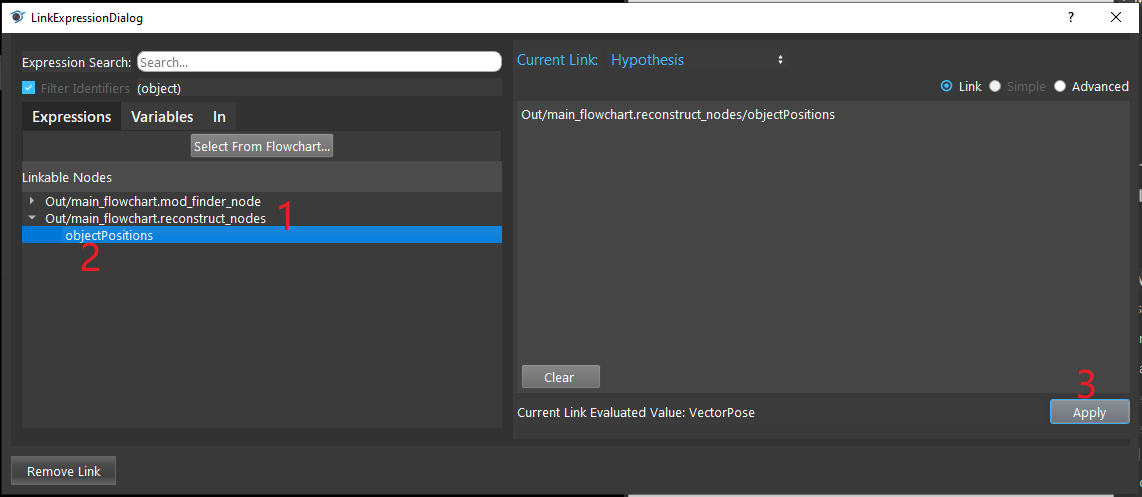 LinkExpressionDialog
?
Expression Search: Search...
Filter Identifiers (object)
Expressions Variables In
Select From Flowchart...
Linkable Nodes
Out/main_flowchart.mod_finder_node
Out/main_flowchart.reconstruct_nodes 1
objectPositions
2
Current Link: Hypothesis
Link Simple Advanced
Out/main_flowchart.reconstruct_nodes/objectPositions
Clear
3
Current Link Evaluated Value: VectorPose Apply
Remove Link